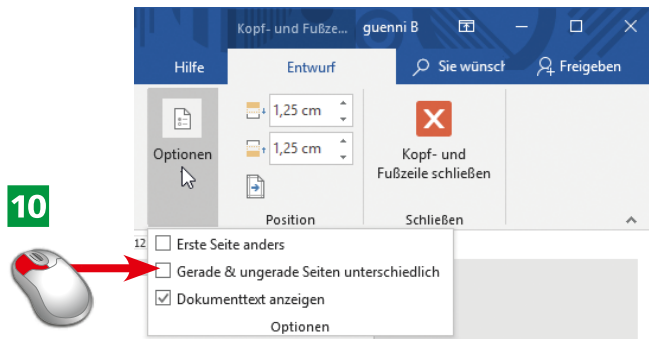 Kopf- und Fußze... guenni B
Hilfe Entwurf Sie wünsch Freigeben
Optionen
1,25 cm
1,25 cm
Kopf- und
Fußzeile schließen
Position Schließen
10
12
Erste Seite anders
Gerade & ungerade Seiten unterschiedlich
Dokumenttext anzeigen
Optionen